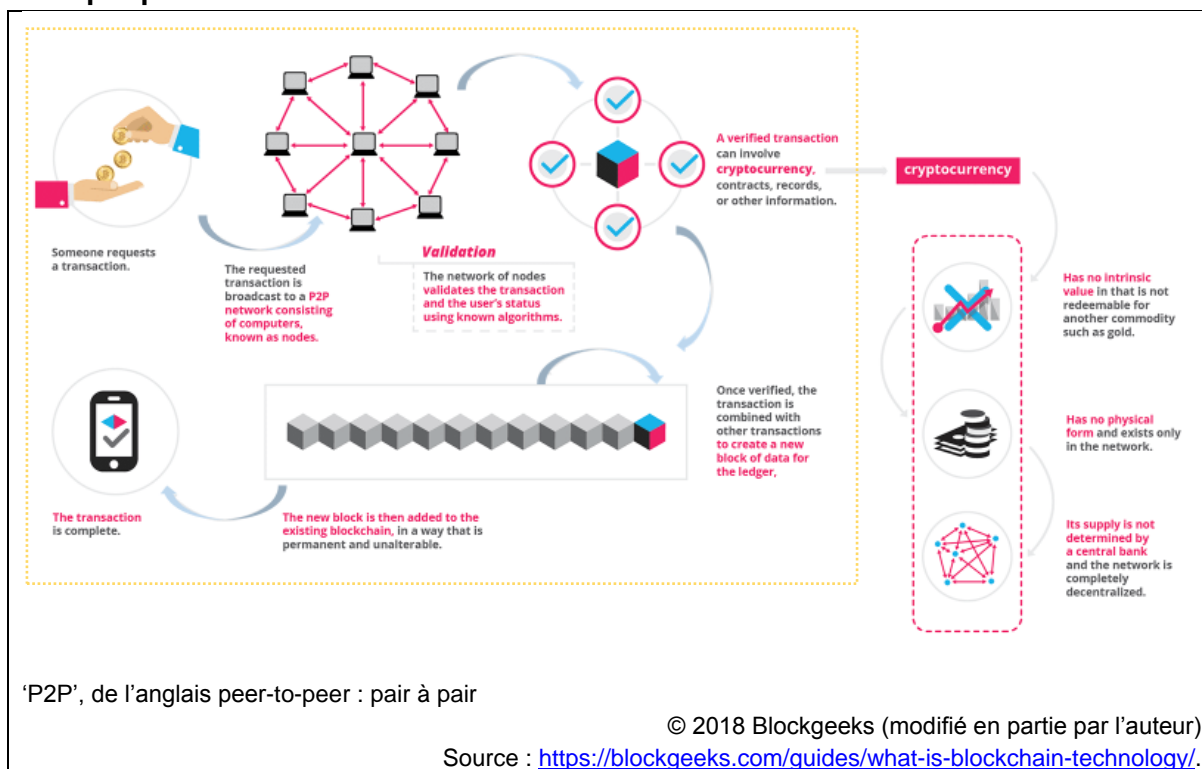 Someone requests
a transaction.
The requested
transaction is
broadcast to a P2P
network consisting
of computers,
known as nodes.
Validation
The network of nodes
validates the transaction
and the user's status
using known algorithms.
A verified transaction
can involve
cryptocurrency,
contracts, records,
or other information.
cryptocurrency
Has no intrinsic
value in that is not
redeemable for
another commodity
such as gold.
Once verified, the
transaction is
combined with
other transactions
to create a new
block of data for
the ledger,
Has no physical
form and exists only
in the network.
The transaction
is complete.
The new block is then added to the
existing blockchain, in a way that is
permanent and unalterable.
Its supply is not
determined by
a central bank
and the network is
completely
decentralized.
‘P2P’, de l’anglais peer-to-peer : pair à pair
© 2018 Blockgeeks (modifié en partie par l’auteur)
Source : https://blockgeeks.com/guides/what-is-blockchain-technology/.